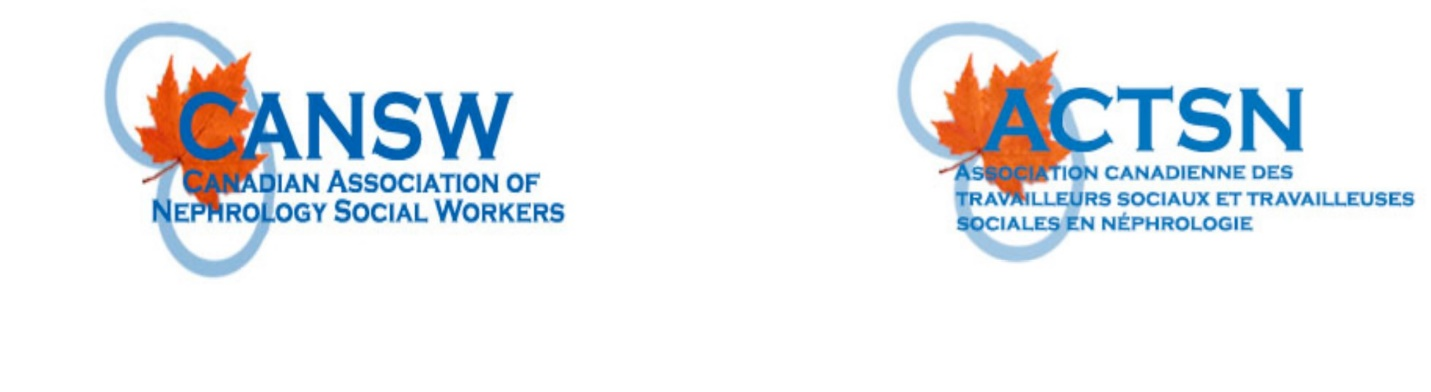 CANSW
CANADIAN ASSOCIATION OF
NEPHROLOGY SOCIAL WORKERS
ACTSN
ASSOCIATION CANADIENNE DES
TRAVAILLEURS SOCIAUX ET TRAVAILLEUSES
SOCIALES EN NÉPHROLOGIE